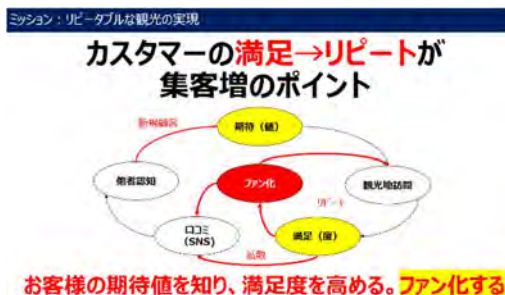 ミッション：リピータブルな観光の実現
カスタマーの満足→リピートが
集客増のポイント
新規顧客
期待（値）
他者認知
ファン化
観光地訪問
リピート
口コミ
(SNS)
満足（度）
拡散
お客様の期待値を知り、満足度を高める。ファン化する